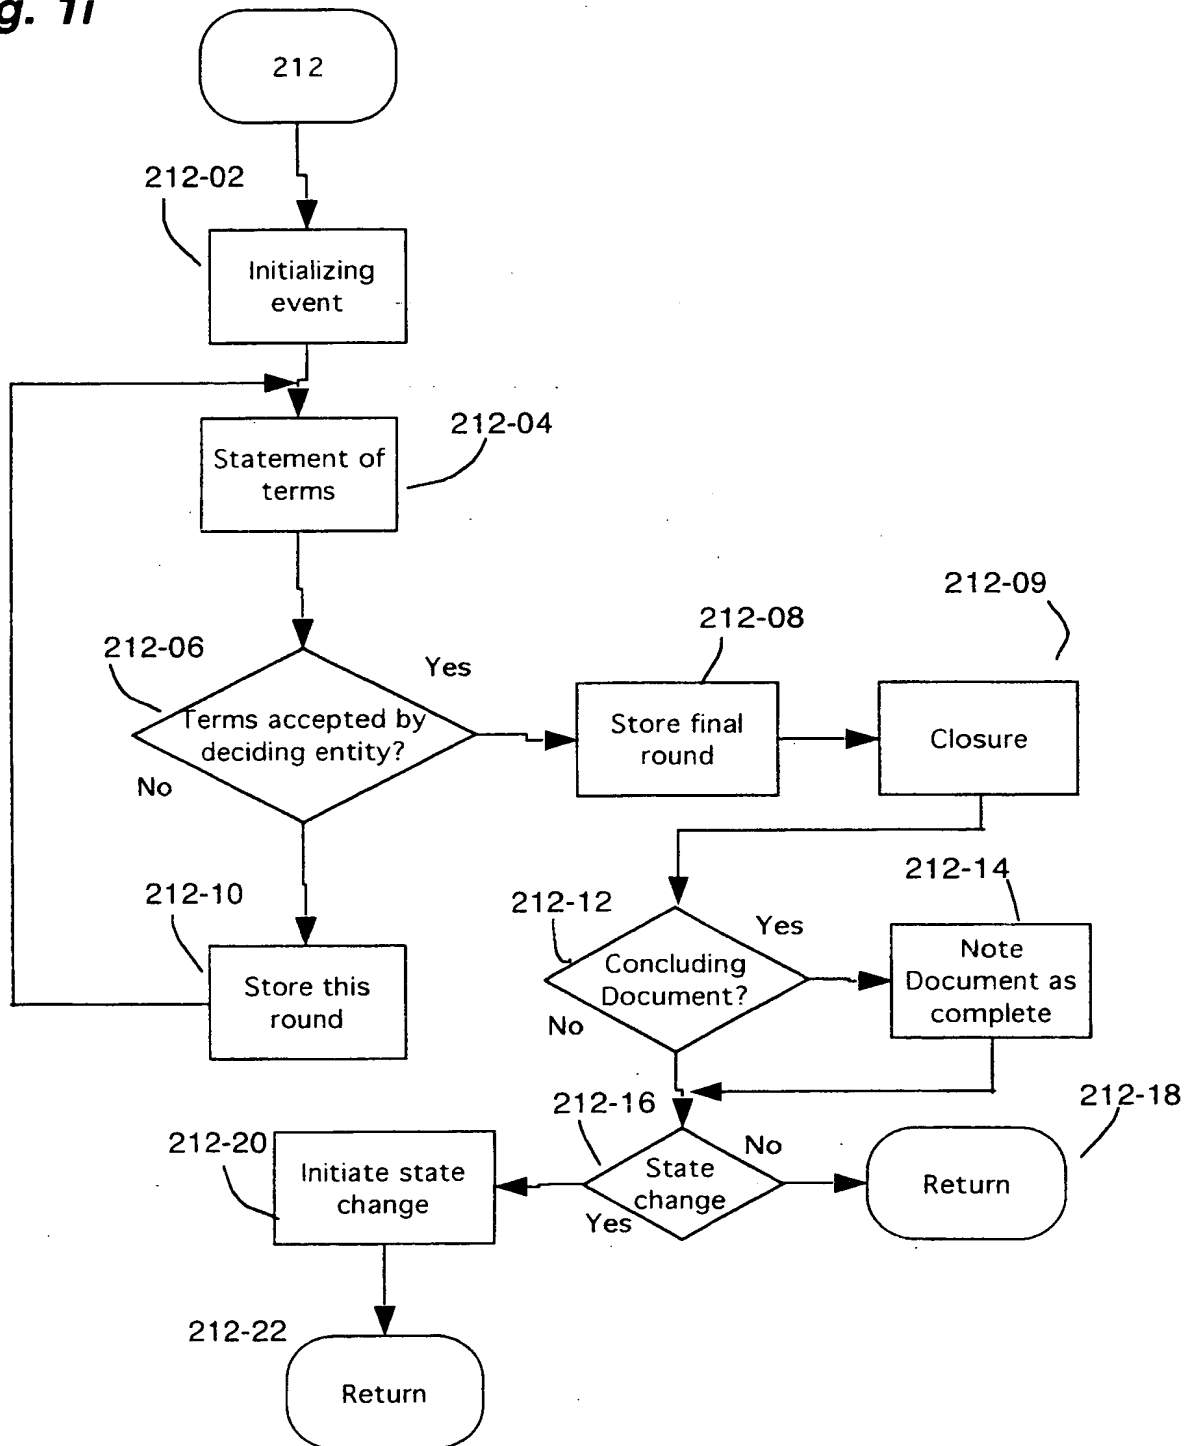 g. 1i
212
212-02
Initializing
event
212-04
Statement of
terms
212-06
Terms accepted by
deciding entity?
Yes
No
212-08
Store final
round
212-09
Closure
212-10
Store this
round
212-12
Concluding
Document?
Yes
No
212-14
Note
Document as
complete
212-16
State
change
No
Yes
212-18
Return
212-20
Initiate state
change
212-22
Return